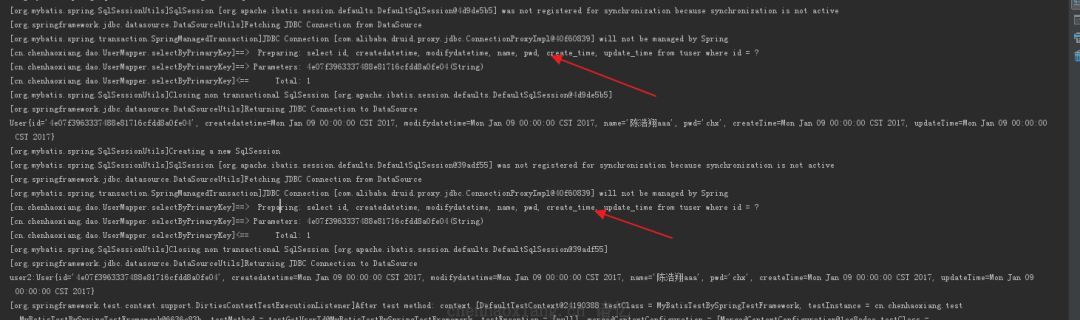 [org.mybatis.spring.SqlSessionUtils]SqlSession [org.apache.ibatis.session.defaults.DefaultSqlSession@4d9de5b5] was not registered for synchronization because synchronization is not active
[org.springframework.jdbc.datasource.DataSourceUtils]Fetching JDBC Connection from DataSource
[org.mybatis.spring.transaction.SpringManagedTransaction]JDBC Connection [com.alibaba.druid.proxy.jdbc.ConnectionProxyImpl@40f60839] will not be managed by Spring
[cn.chenhaoxiang.dao.UserMapper.selectByPrimaryKey]==>  Preparing: select id, createdatetime, modifydatetime, name, pwd, create_time, update_time from tuser where id = ?
[cn.chenhaoxiang.dao.UserMapper.selectByPrimaryKey]==> Parameters: 4e07f3963337488e81716cfdd8a0fe04(String)
[cn.chenhaoxiang.dao.UserMapper.selectByPrimaryKey]<==      Total: 1
[org.mybatis.spring.SqlSessionUtils]Closing non transactional SqlSession [org.apache.ibatis.session.defaults.DefaultSqlSession@4d9de5b5]
[org.springframework.jdbc.datasource.DataSourceUtils]Returning JDBC Connection to DataSource
User{id='4e07f3963337488e81716cfdd8a0fe04', createdatetime=Mon Jan 09 00:00:00 CST 2017, modifydatetime=Mon Jan 09 00:00:00 CST 2017, name='陈浩翔aaa', pwd='chx', createTime=Mon Jan 09 00:00:00 CST 2017, updateTime=Mon Jan 09 00:00:00
CST 2017}
[org.mybatis.spring.SqlSessionUtils]Creating a new SqlSession
[org.mybatis.spring.SqlSessionUtils]SqlSession [org.apache.ibatis.session.defaults.DefaultSqlSession@39adf55] was not registered for synchronization because synchronization is not active
[org.springframework.jdbc.datasource.DataSourceUtils]Fetching JDBC Connection from DataSource
[org.mybatis.spring.transaction.SpringManagedTransaction]JDBC Connection [com.alibaba.druid.proxy.jdbc.ConnectionProxyImpl@40f60839] will not be managed by Spring
[cn.chenhaoxiang.dao.UserMapper.selectByPrimaryKey]==>  Preparing: select id, createdatetime, modifydatetime, name, pwd, create_time, update_time from tuser where id = ?
[cn.chenhaoxiang.dao.UserMapper.selectByPrimaryKey]==> Parameters: 4e07f3963337488e81716cfdd8a0fe04(String)
[cn.chenhaoxiang.dao.UserMapper.selectByPrimaryKey]<==      Total: 1
[org.mybatis.spring.SqlSessionUtils]Closing non transactional SqlSession [org.apache.ibatis.session.defaults.DefaultSqlSession@39adf55]
[org.springframework.jdbc.datasource.DataSourceUtils]Returning JDBC Connection to DataSource
user2:User{id='4e07f3963337488e81716cfdd8a0fe04', createdatetime=Mon Jan 09 00:00:00 CST 2017, modifydatetime=Mon Jan 09 00:00:00 CST 2017, name='陈浩翔aaa', pwd='chx', createTime=Mon Jan 09 00:00:00 CST 2017, updateTime=Mon Jan 09
00:00:00 CST 2017}
[org.springframework.test.context.support.DirtiesContextTestExecutionListener]After test method: context [DefaultTestContext@24190388 testClass = MyBatisTestBySpringTestFramework, testInstance = cn.chenhaoxiang.test